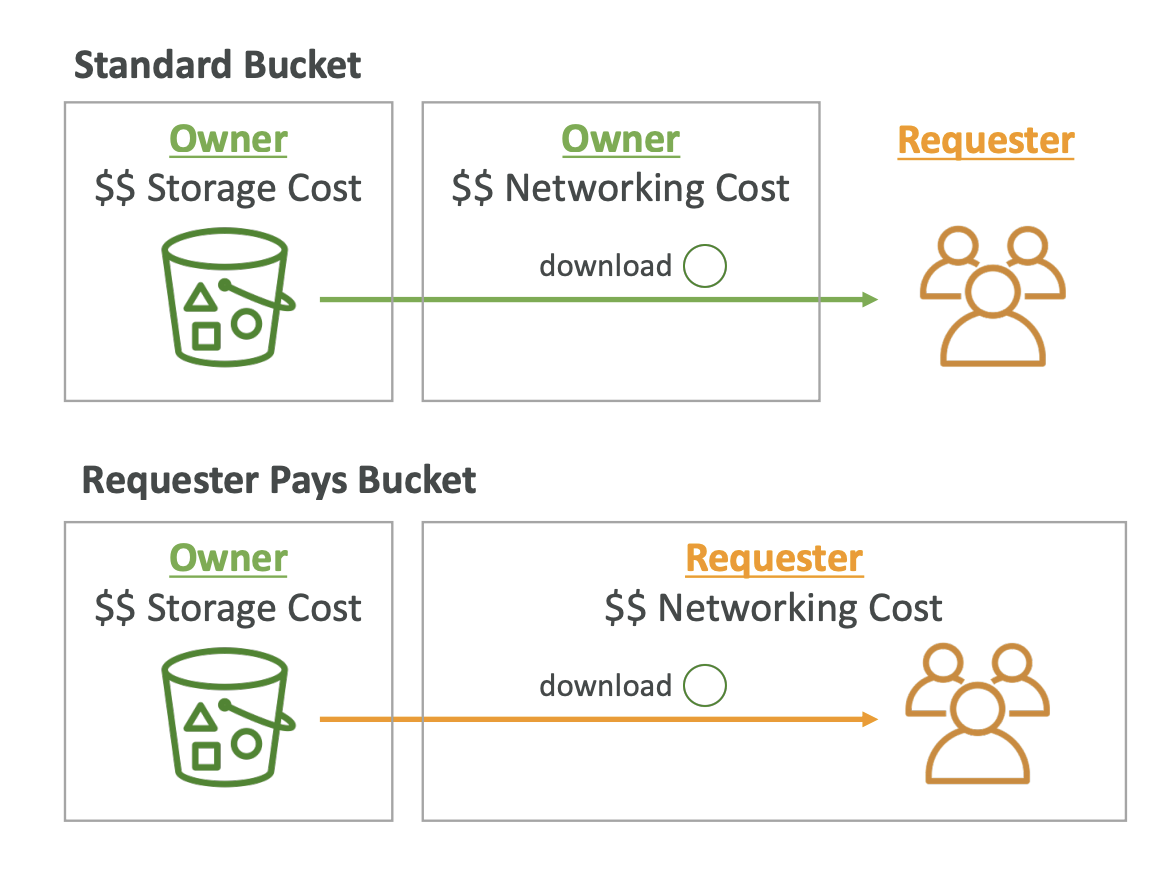 Standard Bucket
Owner
$$ Storage Cost
Owner
$$ Networking Cost
download
Requester
Requester Pays Bucket
Owner
$$ Storage Cost
Requester
$$ Networking Cost
download